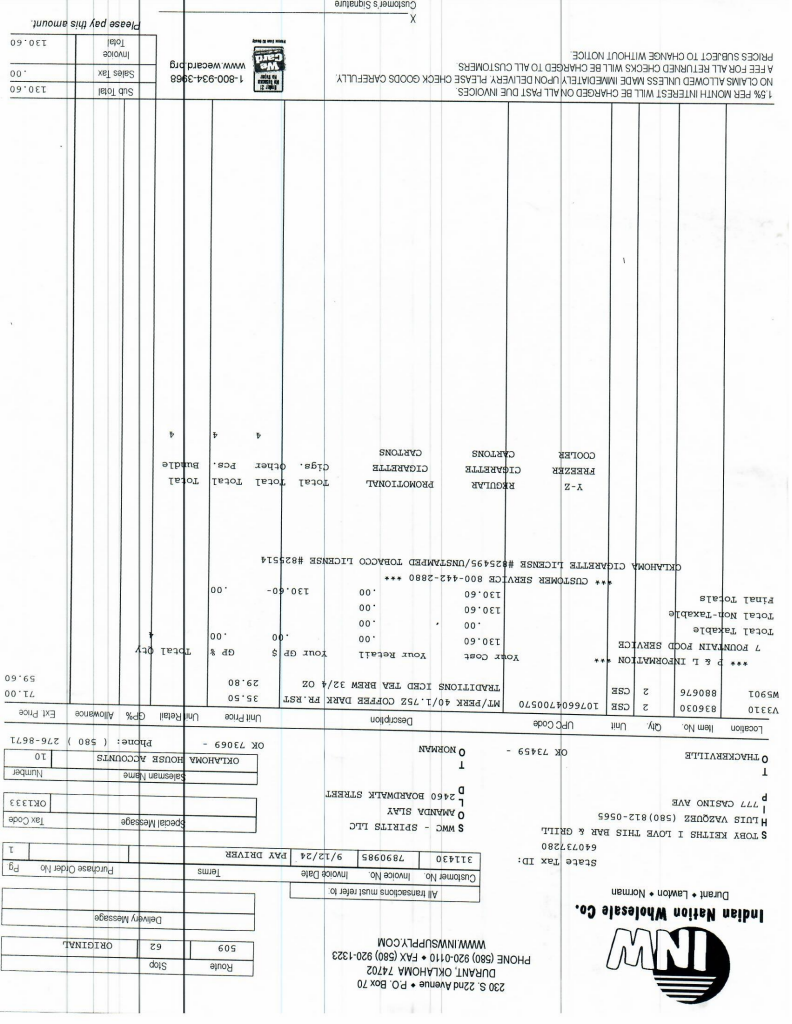 INW
Indian Nation Wholesale Co.
Durant • Lawton • Norman
230 S. 22nd Avenue • P.O. Box 70
DURANT, OKLAHOMA 74702
PHONE (580) 920-0110 • FAX (580) 920-1323
WWW.INWSUPPLY.COM
Route Stop
509 62 ORIGINAL
Delivery Message
All transactions must refer to:
Customer No. Invoice No. Invoice Date Terms Purchase Order No Pg
311430 7890985 9/12/24 PAY DRIVER 1
State Tax ID:
64037280
S TOBY KEITHS I LOVE THIS BAR & GRILL
H LUIS VAZQUEZ (580)812-0565
I 777 CASINO AVE
P
T
O THACKERVILLE OK 73459 -
S WMC - SPIRITS LLC
O AMANDA SLAY
L 2460 BOARDWALK STREET
D
T
O NORMAN OK 73069 - Phone: ( 580 ) 276-8671
Special Message Tax Code
OK1333
Salesman Name Number
OKLAHOMA HOUSE ACCOUNTS 10
Location Item No. Qty. Unit UPC Code Description Unit Price Unit Retail GP% Allowance Ext Price
V3310 836030 2 CSE 10766604700570 MT/PERK 40/1.75Z COFFEE DARK FR.RST 35.50 71.00
W5901 880676 2 CSE TRADITIONS ICED TEA BREW 32/4 OZ 29.80 59.60
*** P & L INFORMATION *** Your Cost Your Retail Your GP $ GP % Total Qty
7 FOUNTAIN FOOD SERVICE 130.60 .00 .00 .00 4
Total Taxable .00 .00
Total Non-Taxable 130.60 .00
Final Totals 130.60 .00 130.60- .00
*** CUSTOMER SERVICE 800-442-2880 ***
OKLAHOMA CIGARETTE LICENSE #825495/UNSTAMPED TOBACCO LICENSE #825514
Y-Z REGULAR PROMOTIONAL Total Total Total Total
FREEZER CIGARETTE CIGARETTE Cigs. Other Pcs. Bundle
COOLER CARTONS CARTONS
4 4 4
1.5% PER MONTH INTEREST WILL BE CHARGED ON ALL PAST DUE INVOICES.
NO CLAIMS ALLOWED UNLESS MADE IMMEDIATELY UPON DELIVERY. PLEASE CHECK GOODS CAREFULLY.
A FEE FOR ALL RETURNED CHECKS WILL BE CHARGED TO ALL CUSTOMERS
PRICES SUBJECT TO CHANGE WITHOUT NOTICE.
Under 21
No Tobacco
We Card
1-800-934-3968
www.wecard.org
Sub Total 130.60
Sales Tax .00
Invoice Total 130.60
Please pay this amount.
X
Customer's Signature